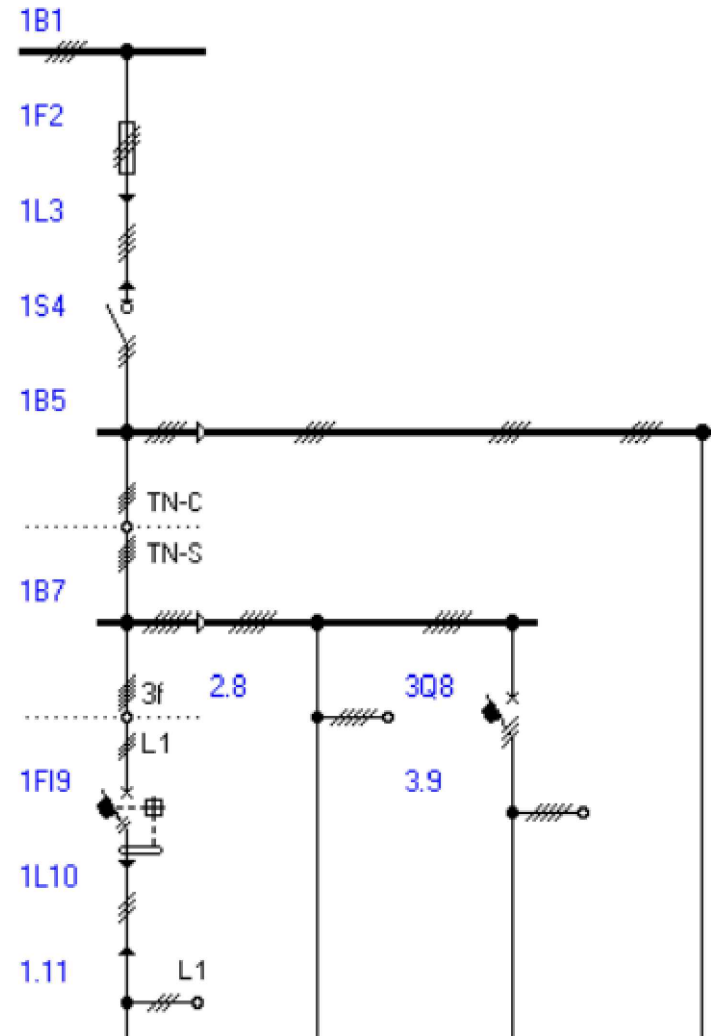 1B1
1F2
1L3
1S4
1B5
TN-C
TN-S
1B7
3f
2.8
3Q8
L1
1FI9
3.9
1L10
1.11
L1